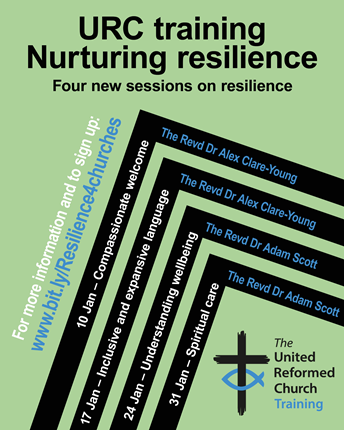 URC training
Nurturing resilience
Four new sessions on resilience
For more information and to sign up:
www.bit.ly/Resilience4churches
10 Jan – Compassionate welcome
The Revd Dr Alex Clare-Young
17 Jan – Inclusive and expansive language
The Revd Dr Alex Clare-Young
24 Jan – Understanding wellbeing
The Revd Dr Adam Scott
31 Jan – Spiritual care
The Revd Dr Adam Scott
The
United
Reformed
Church
Training